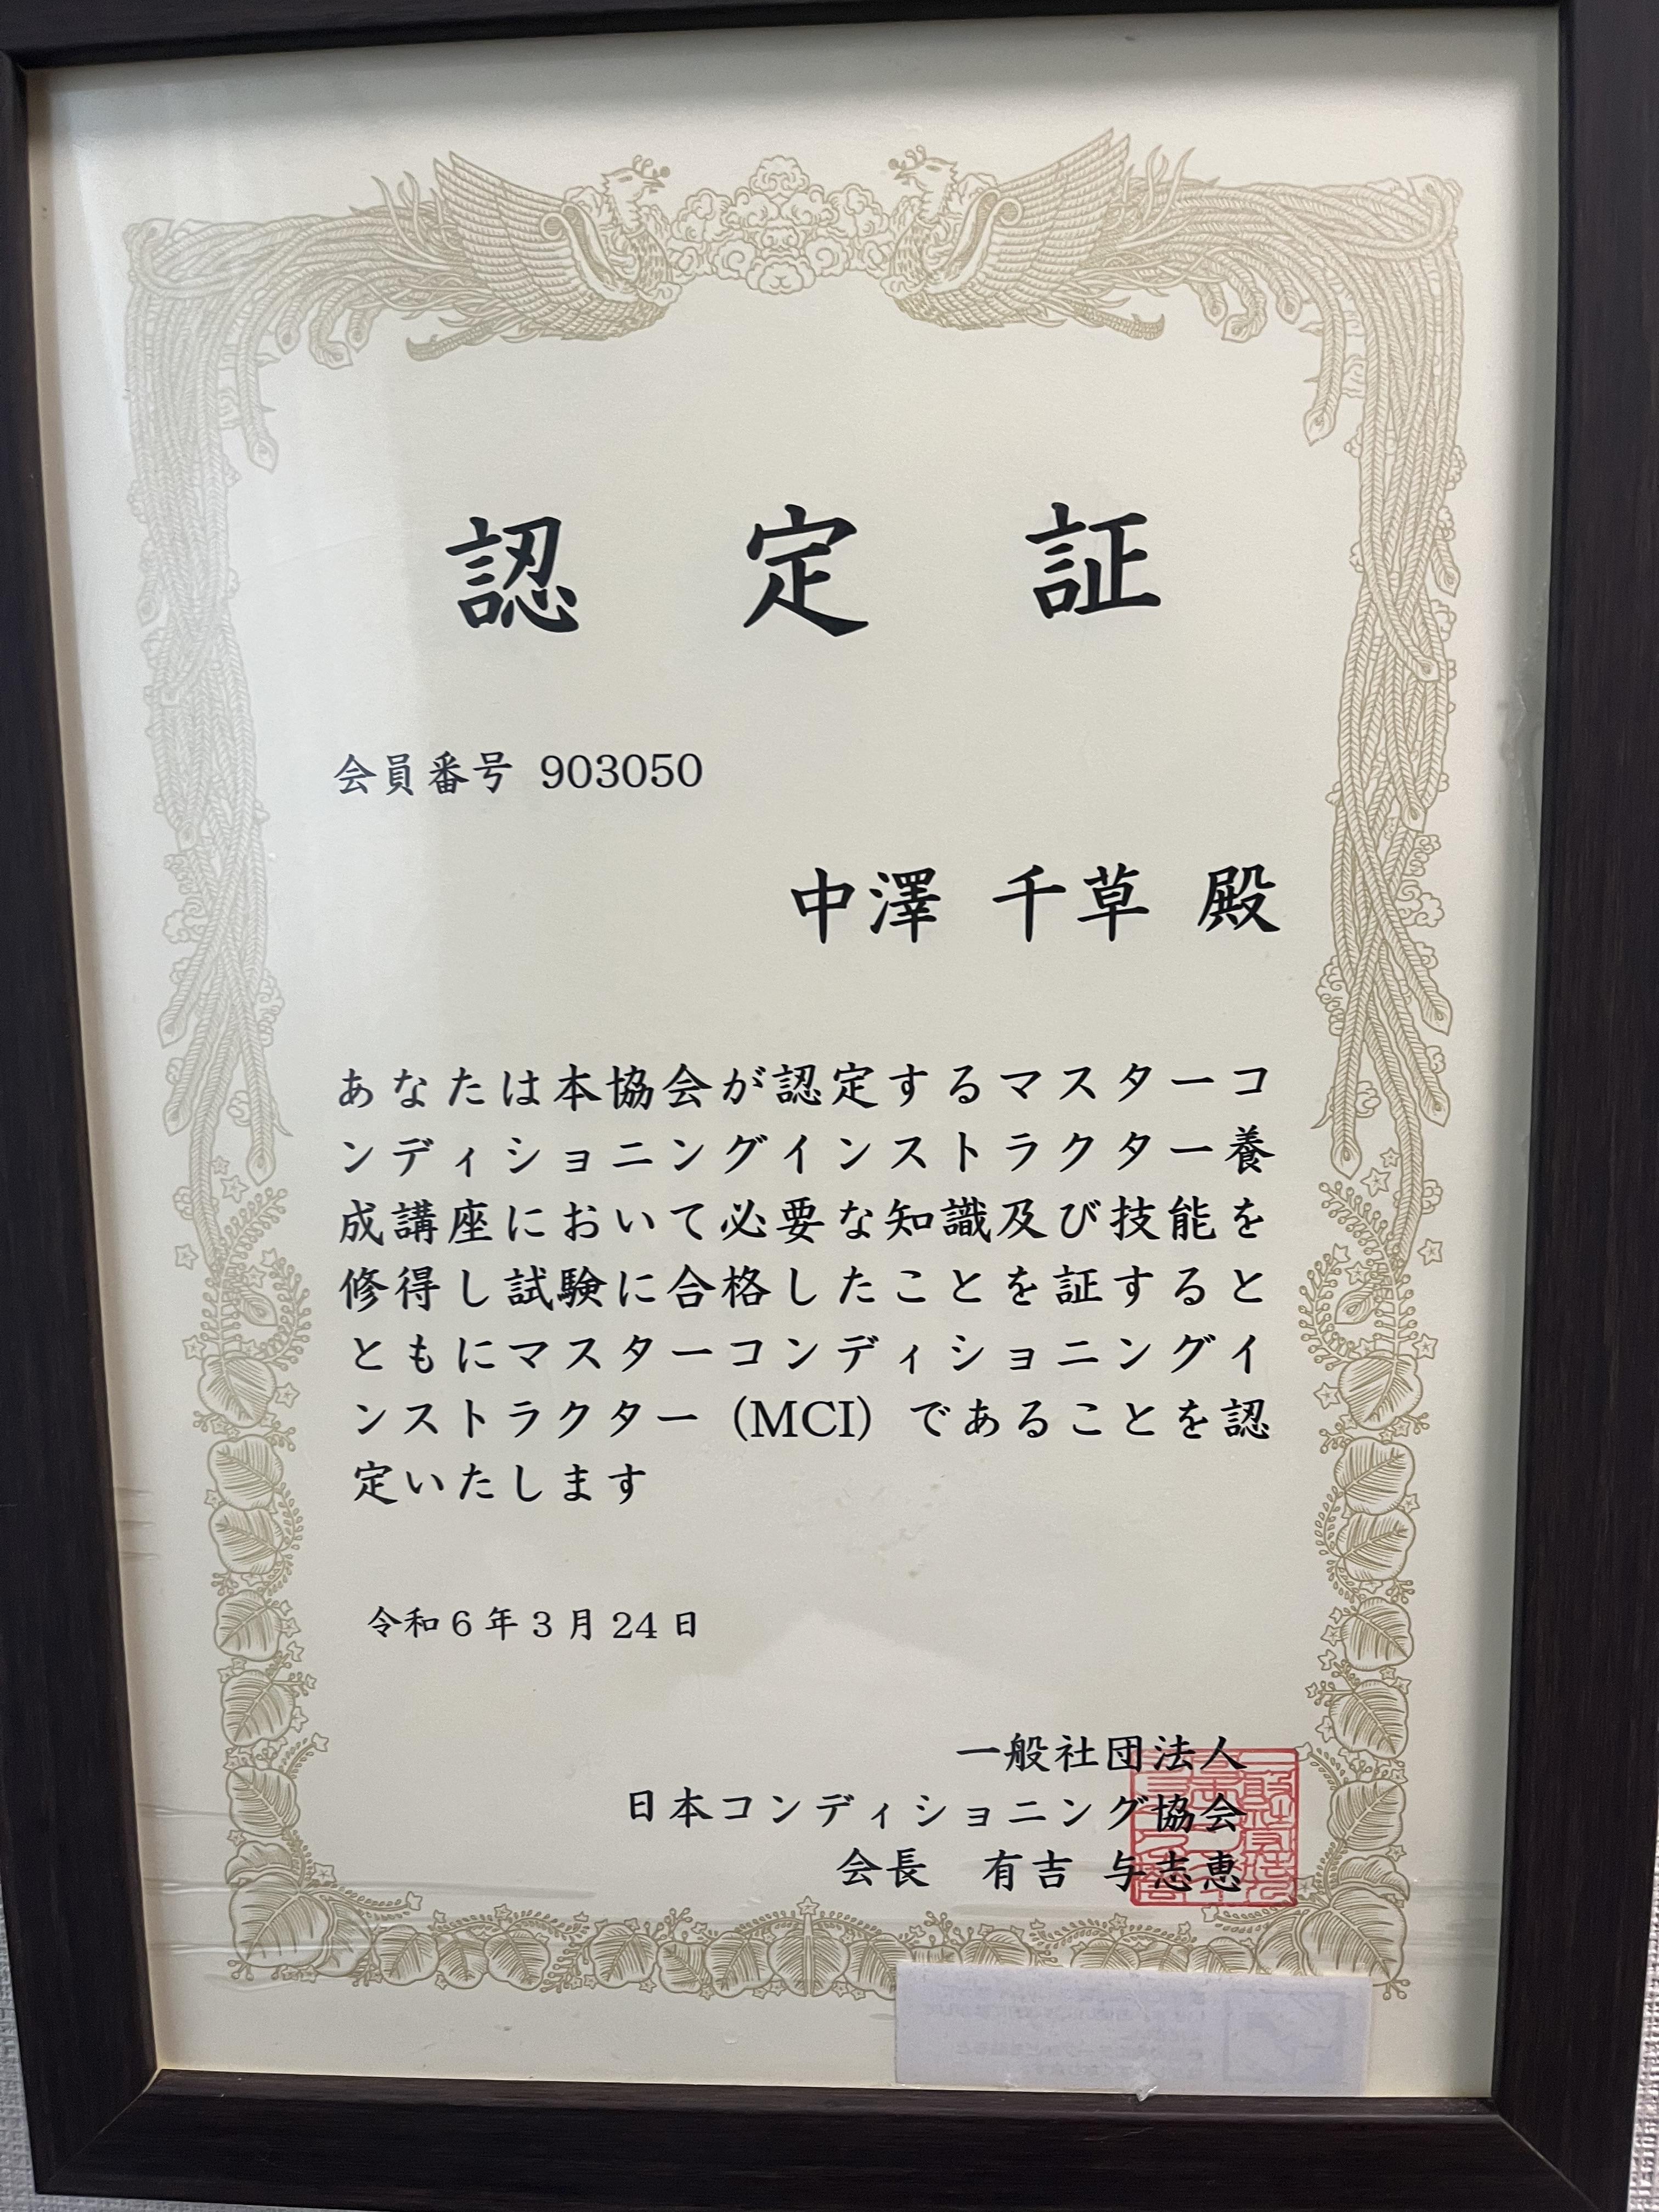 認定証
会員番号 903050
中澤 千草 殿
あなたは本協会が認定するマスターコ
ンディショニングインストラクター養
成講座において必要な知識及び技能を
修得し試験に合格したことを証すると
ともにマスターコンディショニングイ
ンストラクター（MCI）であることを認
定いたします
令和6年3月24日
一般社団法人
日本コンディショニング協会
会長 有吉 与志恵